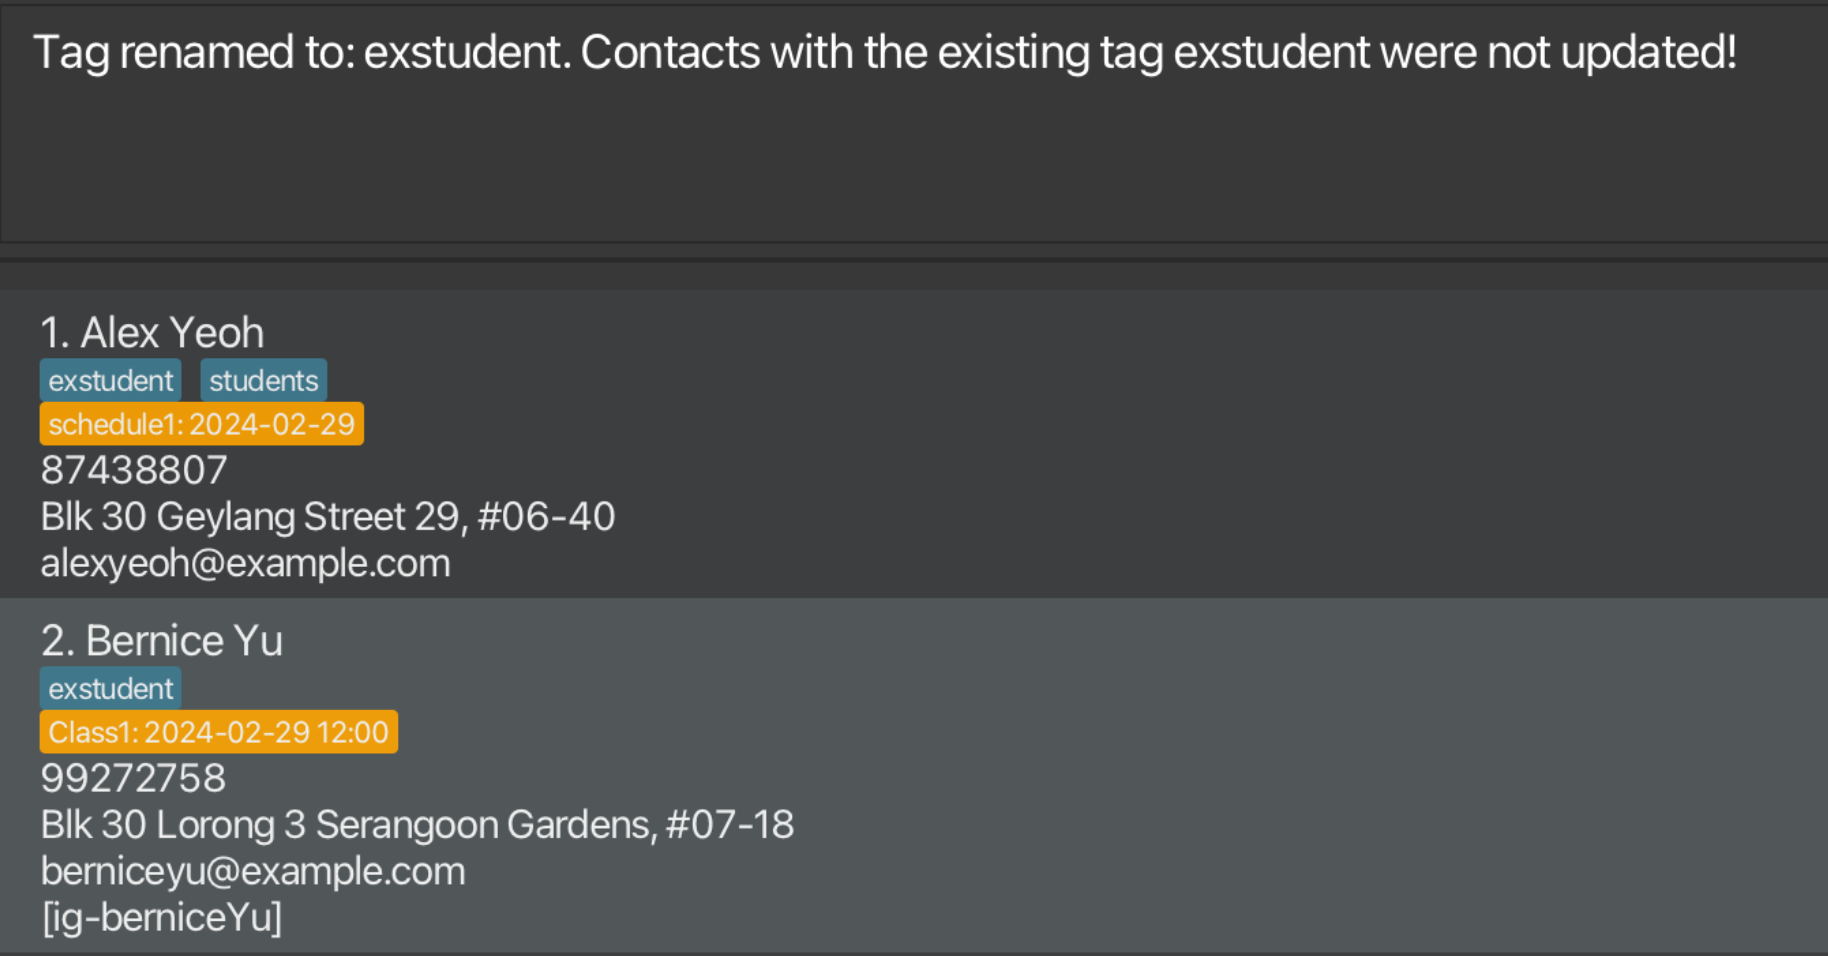 Tag renamed to: exstudent. Contacts with the existing tag exstudent were not updated!
1. Alex Yeoh
exstudent students
schedule1: 2024-02-29
87438807
Blk 30 Geylang Street 29, #06-40
alexyeoh@example.com
2. Bernice Yu
exstudent
Class1: 2024-02-29 12:00
99272758
Blk 30 Lorong 3 Serangoon Gardens, #07-18
berniceyu@example.com
[ig-berniceYu]